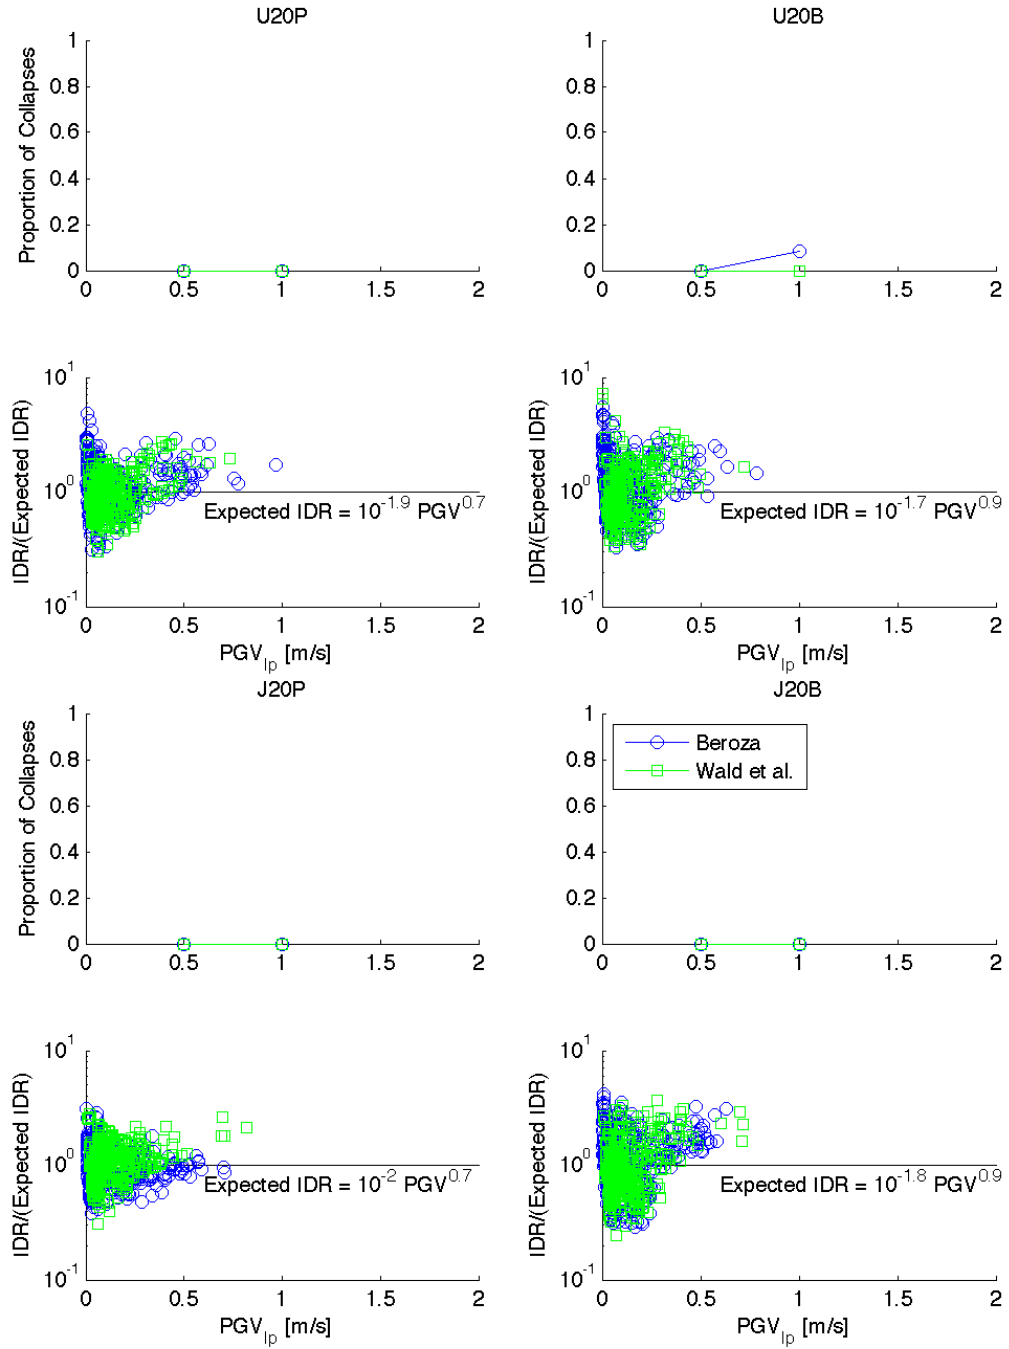 U20P
U20B
Proportion of Collapses
1
0.8
0.6
0.4
0.2
0
0 0.5 1 1.5 2
1
0.8
0.6
0.4
0.2
0
0 0.5 1 1.5 2
IDR/(Expected IDR)
10^1
10^0
10^-1
Expected IDR = 10^-1.9 PGV^0.7
0 0.5 1 1.5 2
PGV_lp [m/s]
IDR/(Expected IDR)
10^1
10^0
10^-1
Expected IDR = 10^-1.7 PGV^0.9
0 0.5 1 1.5 2
PGV_lp [m/s]
J20P
J20B
Proportion of Collapses
1
0.8
0.6
0.4
0.2
0
0 0.5 1 1.5 2
1
0.8
0.6
0.4
0.2
0
Beroza
Wald et al.
0 0.5 1 1.5 2
IDR/(Expected IDR)
10^1
10^0
10^-1
Expected IDR = 10^-2 PGV^0.7
0 0.5 1 1.5 2
PGV_lp [m/s]
IDR/(Expected IDR)
10^1
10^0
10^-1
Expected IDR = 10^-1.8 PGV^0.9
0 0.5 1 1.5 2
PGV_lp [m/s]